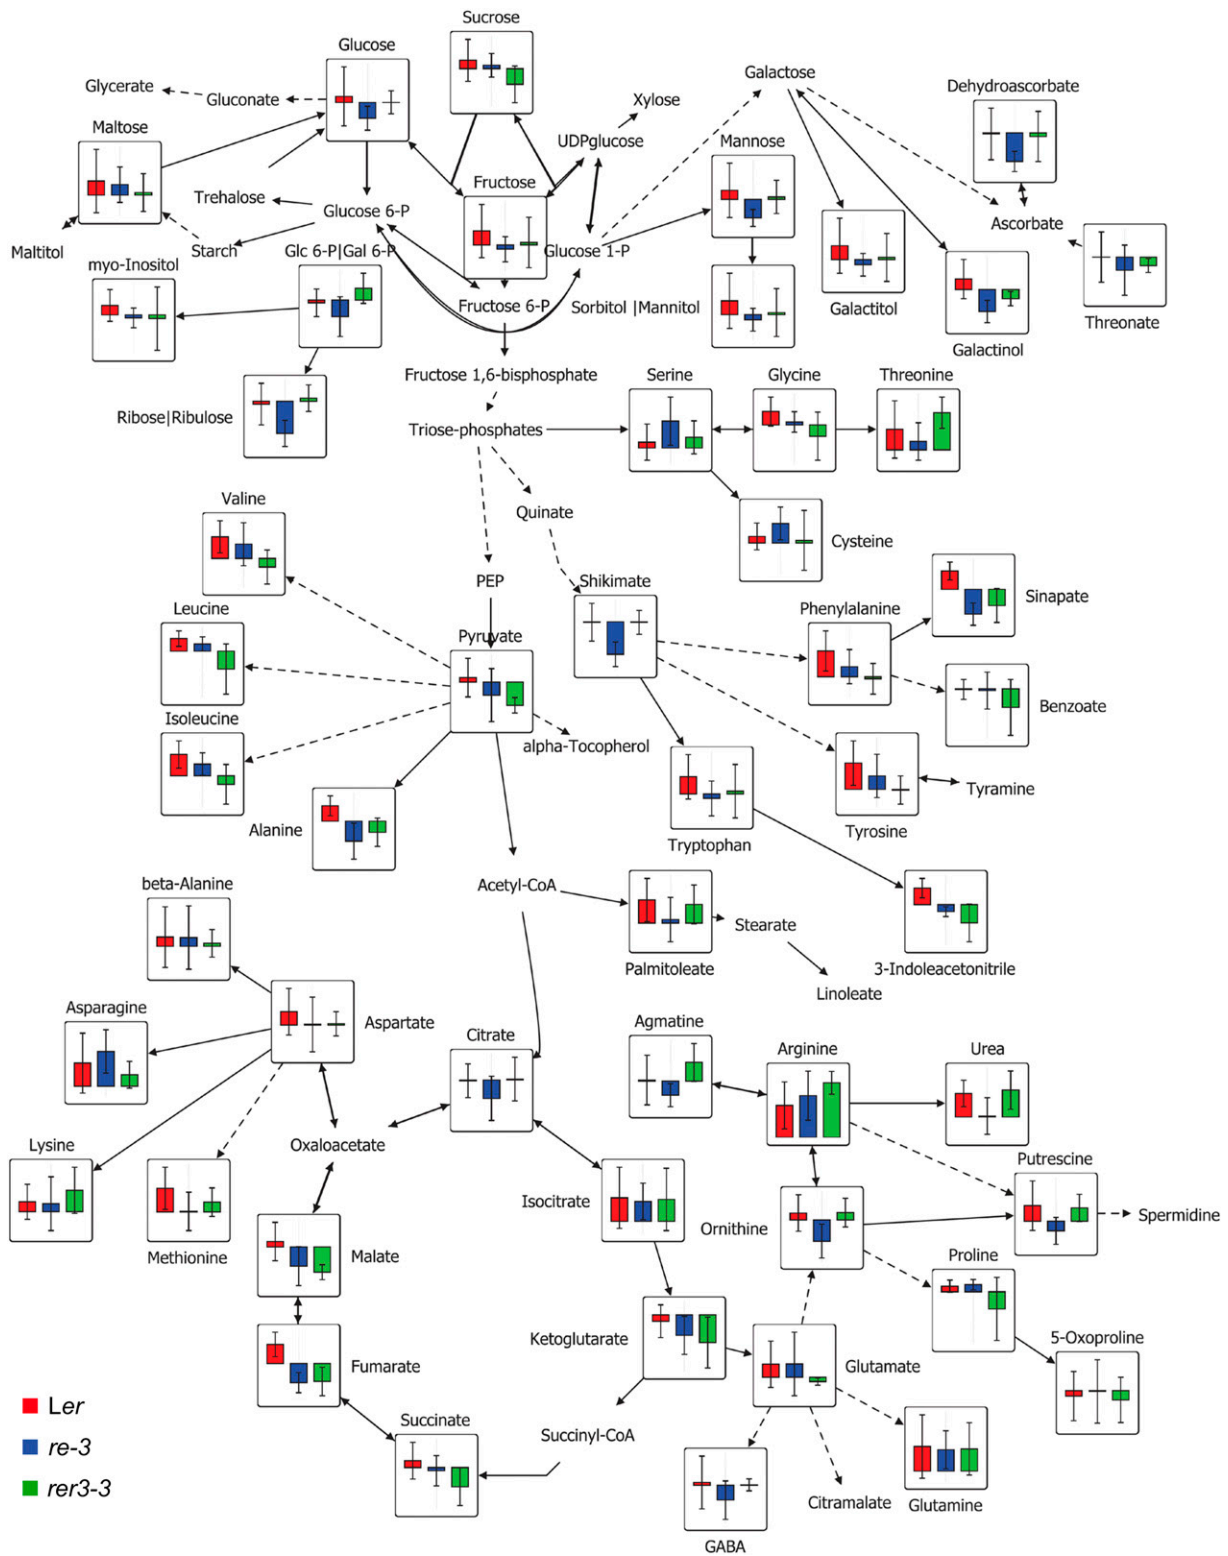 Sucrose
Glucose
Galactose
Glycerate
Gluconate
Xylose
Dehydroascorbate
Maltose
UDPglucose
Mannose
Fructose
Trehalose
Glucose 6-P
Ascorbate
Maltitol
Starch
Glc 6-P|Gal 6-P
Glucose 1-P
myo-Inositol
Fructose 6-P
Sorbitol |Mannitol
Galactitol
Threonate
Galactinol
Fructose 1,6-bisphosphate
Serine
Glycine
Threonine
Ribose|Ribulose
Triose-phosphates
Valine
Quinate
Cysteine
PEP
Shikimate
Leucine
Phenylalanine
Sinapate
Pyruvate
Benzoate
Isoleucine
alpha-Tocopherol
Tyramine
Alanine
Tryptophan
Tyrosine
beta-Alanine
Acetyl-CoA
Stearate
Palmitoleate
3-Indoleacetonitrile
Linoleate
Asparagine
Aspartate
Citrate
Agmatine
Arginine
Urea
Lysine
Oxaloacetate
Putrescine
Isocitrate
Ornithine
Spermidine
Methionine
Malate
Proline
Ketoglutarate
5-Oxoproline
Fumarate
Glutamate
Ler
Succinate
Succinyl-CoA
re-3
rer3-3
Citramalate
Glutamine
GABA